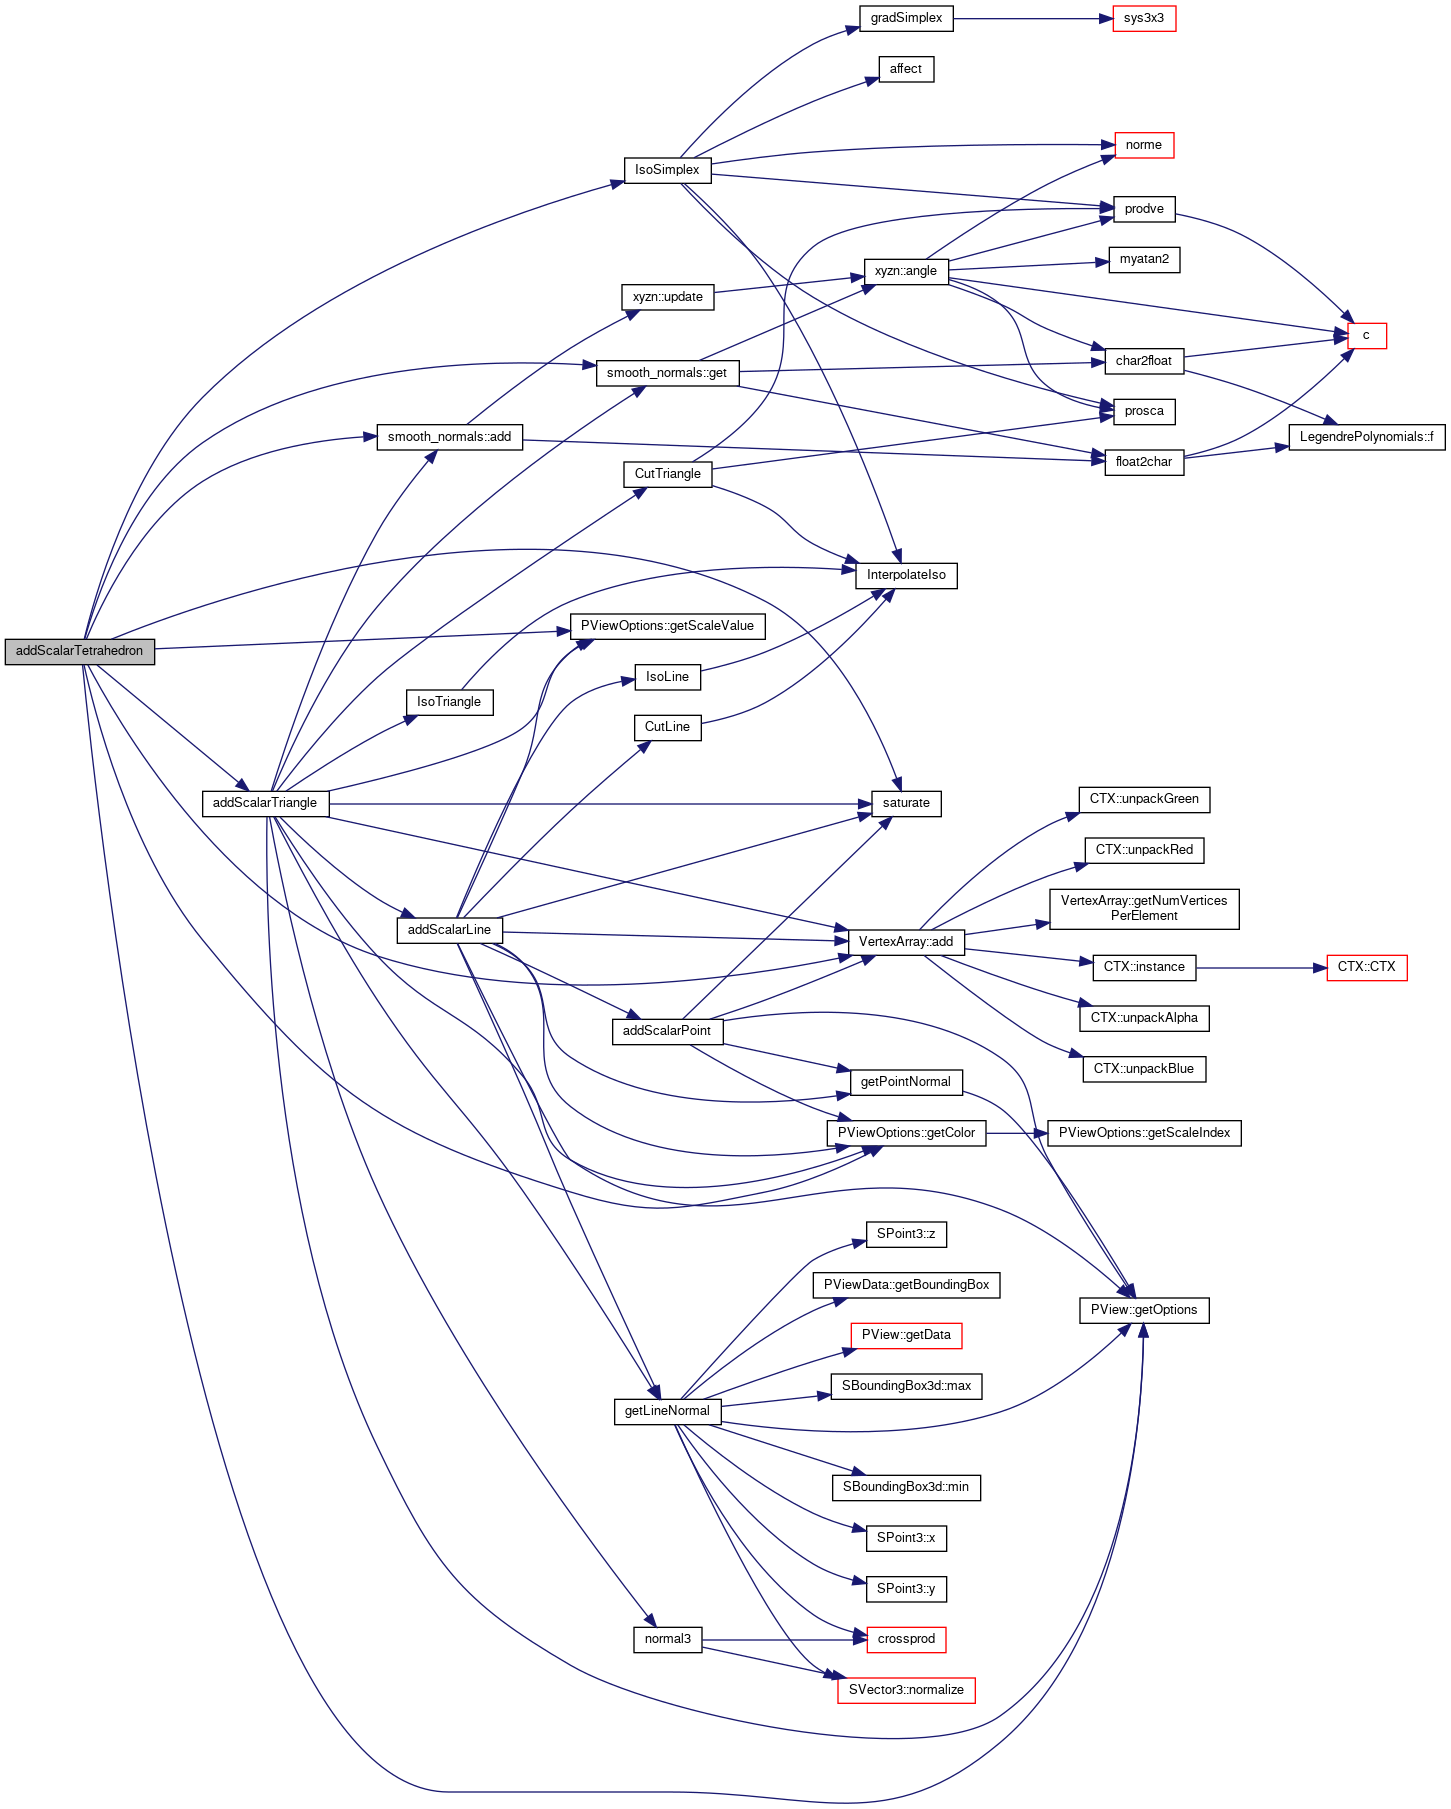 gradSimplex
sys3x3
affect
norme
IsoSimplex
prodve
myatan2
xyzn::angle
xyzn::update
c
char2float
smooth_normals::get
prosca
smooth_normals::add
LegendrePolynomials::f
float2char
CutTriangle
InterpolateIso
PViewOptions::getScaleValue
addScalarTetrahedron
IsoLine
IsoTriangle
CutLine
addScalarTriangle
saturate
CTX::unpackGreen
CTX::unpackRed
VertexArray::getNumVertices
PerElement
addScalarLine
VertexArray::add
CTX::instance
CTX::CTX
CTX::unpackAlpha
addScalarPoint
CTX::unpackBlue
getPointNormal
PViewOptions::getColor
PViewOptions::getScaleIndex
SPoint3::z
PViewData::getBoundingBox
PView::getOptions
PView::getData
SBoundingBox3d::max
getLineNormal
SBoundingBox3d::min
SPoint3::x
SPoint3::y
normal3
crossprod
SVector3::normalize